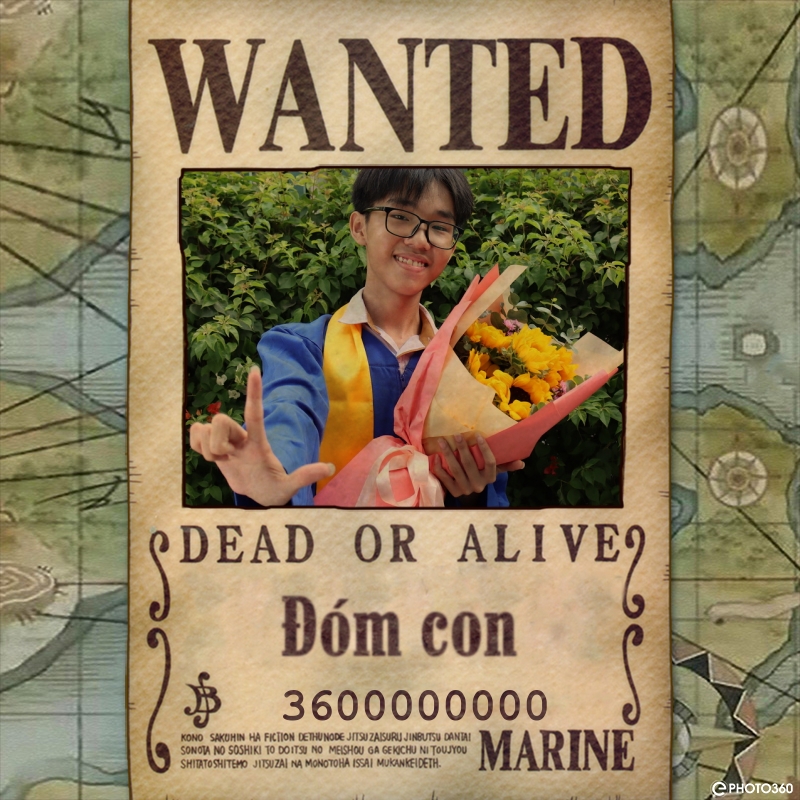 WANTED
DEAD OR ALIVE
Đóm con
3600000000
KONO SAKUHIN HA FICTION DETHUNODE JITSUZAISURU JINBUTSU DANTAI
SONOTA NO SOSHIKI TO DOITSU NO MEISHOU GA GEKICHU NI TOUJYOU
SHITATOSHITEMO JITSUZAI NA MONOTOHA ISSAI MUKANKEIDETH.
MARINE
ePHOTO360